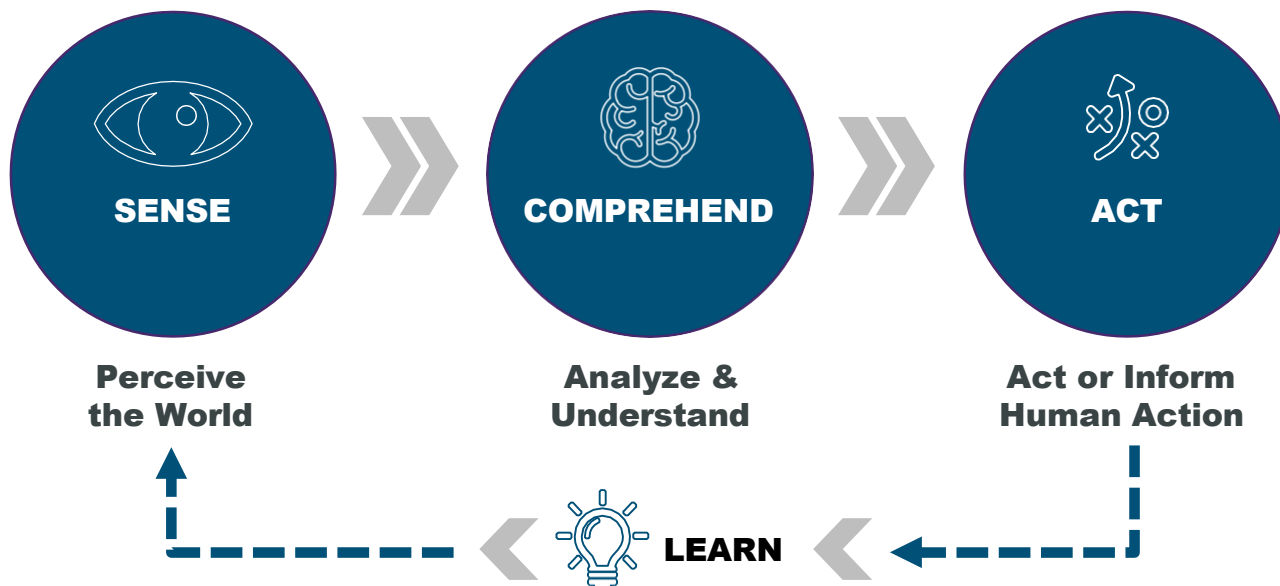 SENSE
COMPREHEND
ACT
Perceive
the World
Analyze &
Understand
Act or Inform
Human Action
LEARN